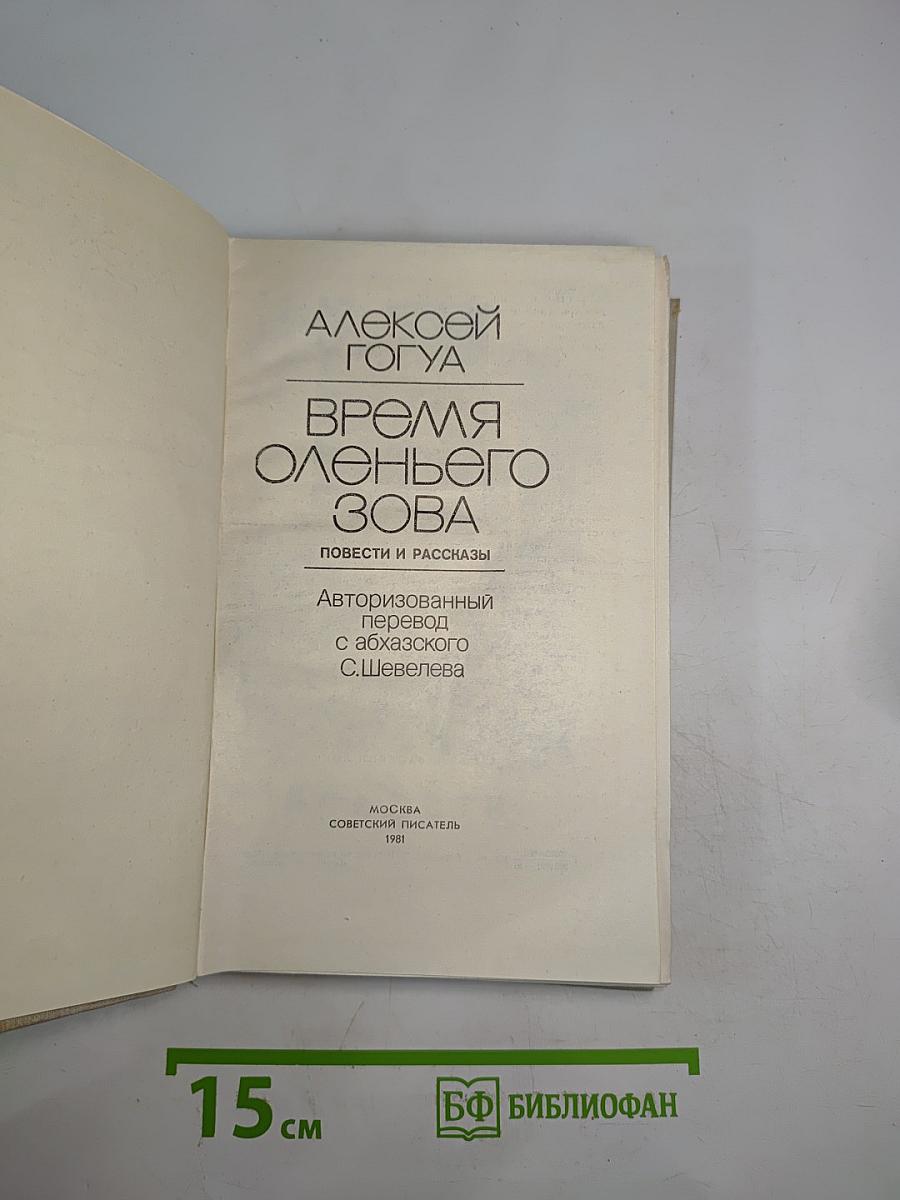 АЛЕКСЕЙ
ГОГУА
ВРЕМЯ
ОЛЕНЬЕГО
ЗОВА
ПОВЕСТИ И РАССКАЗЫ
Авторизованный
перевод
с абхазского
С.Шевелева
МОСКВА
СОВЕТСКИЙ ПИСАТЕЛЬ
1981
15 см
БФ БИБЛИОФАН